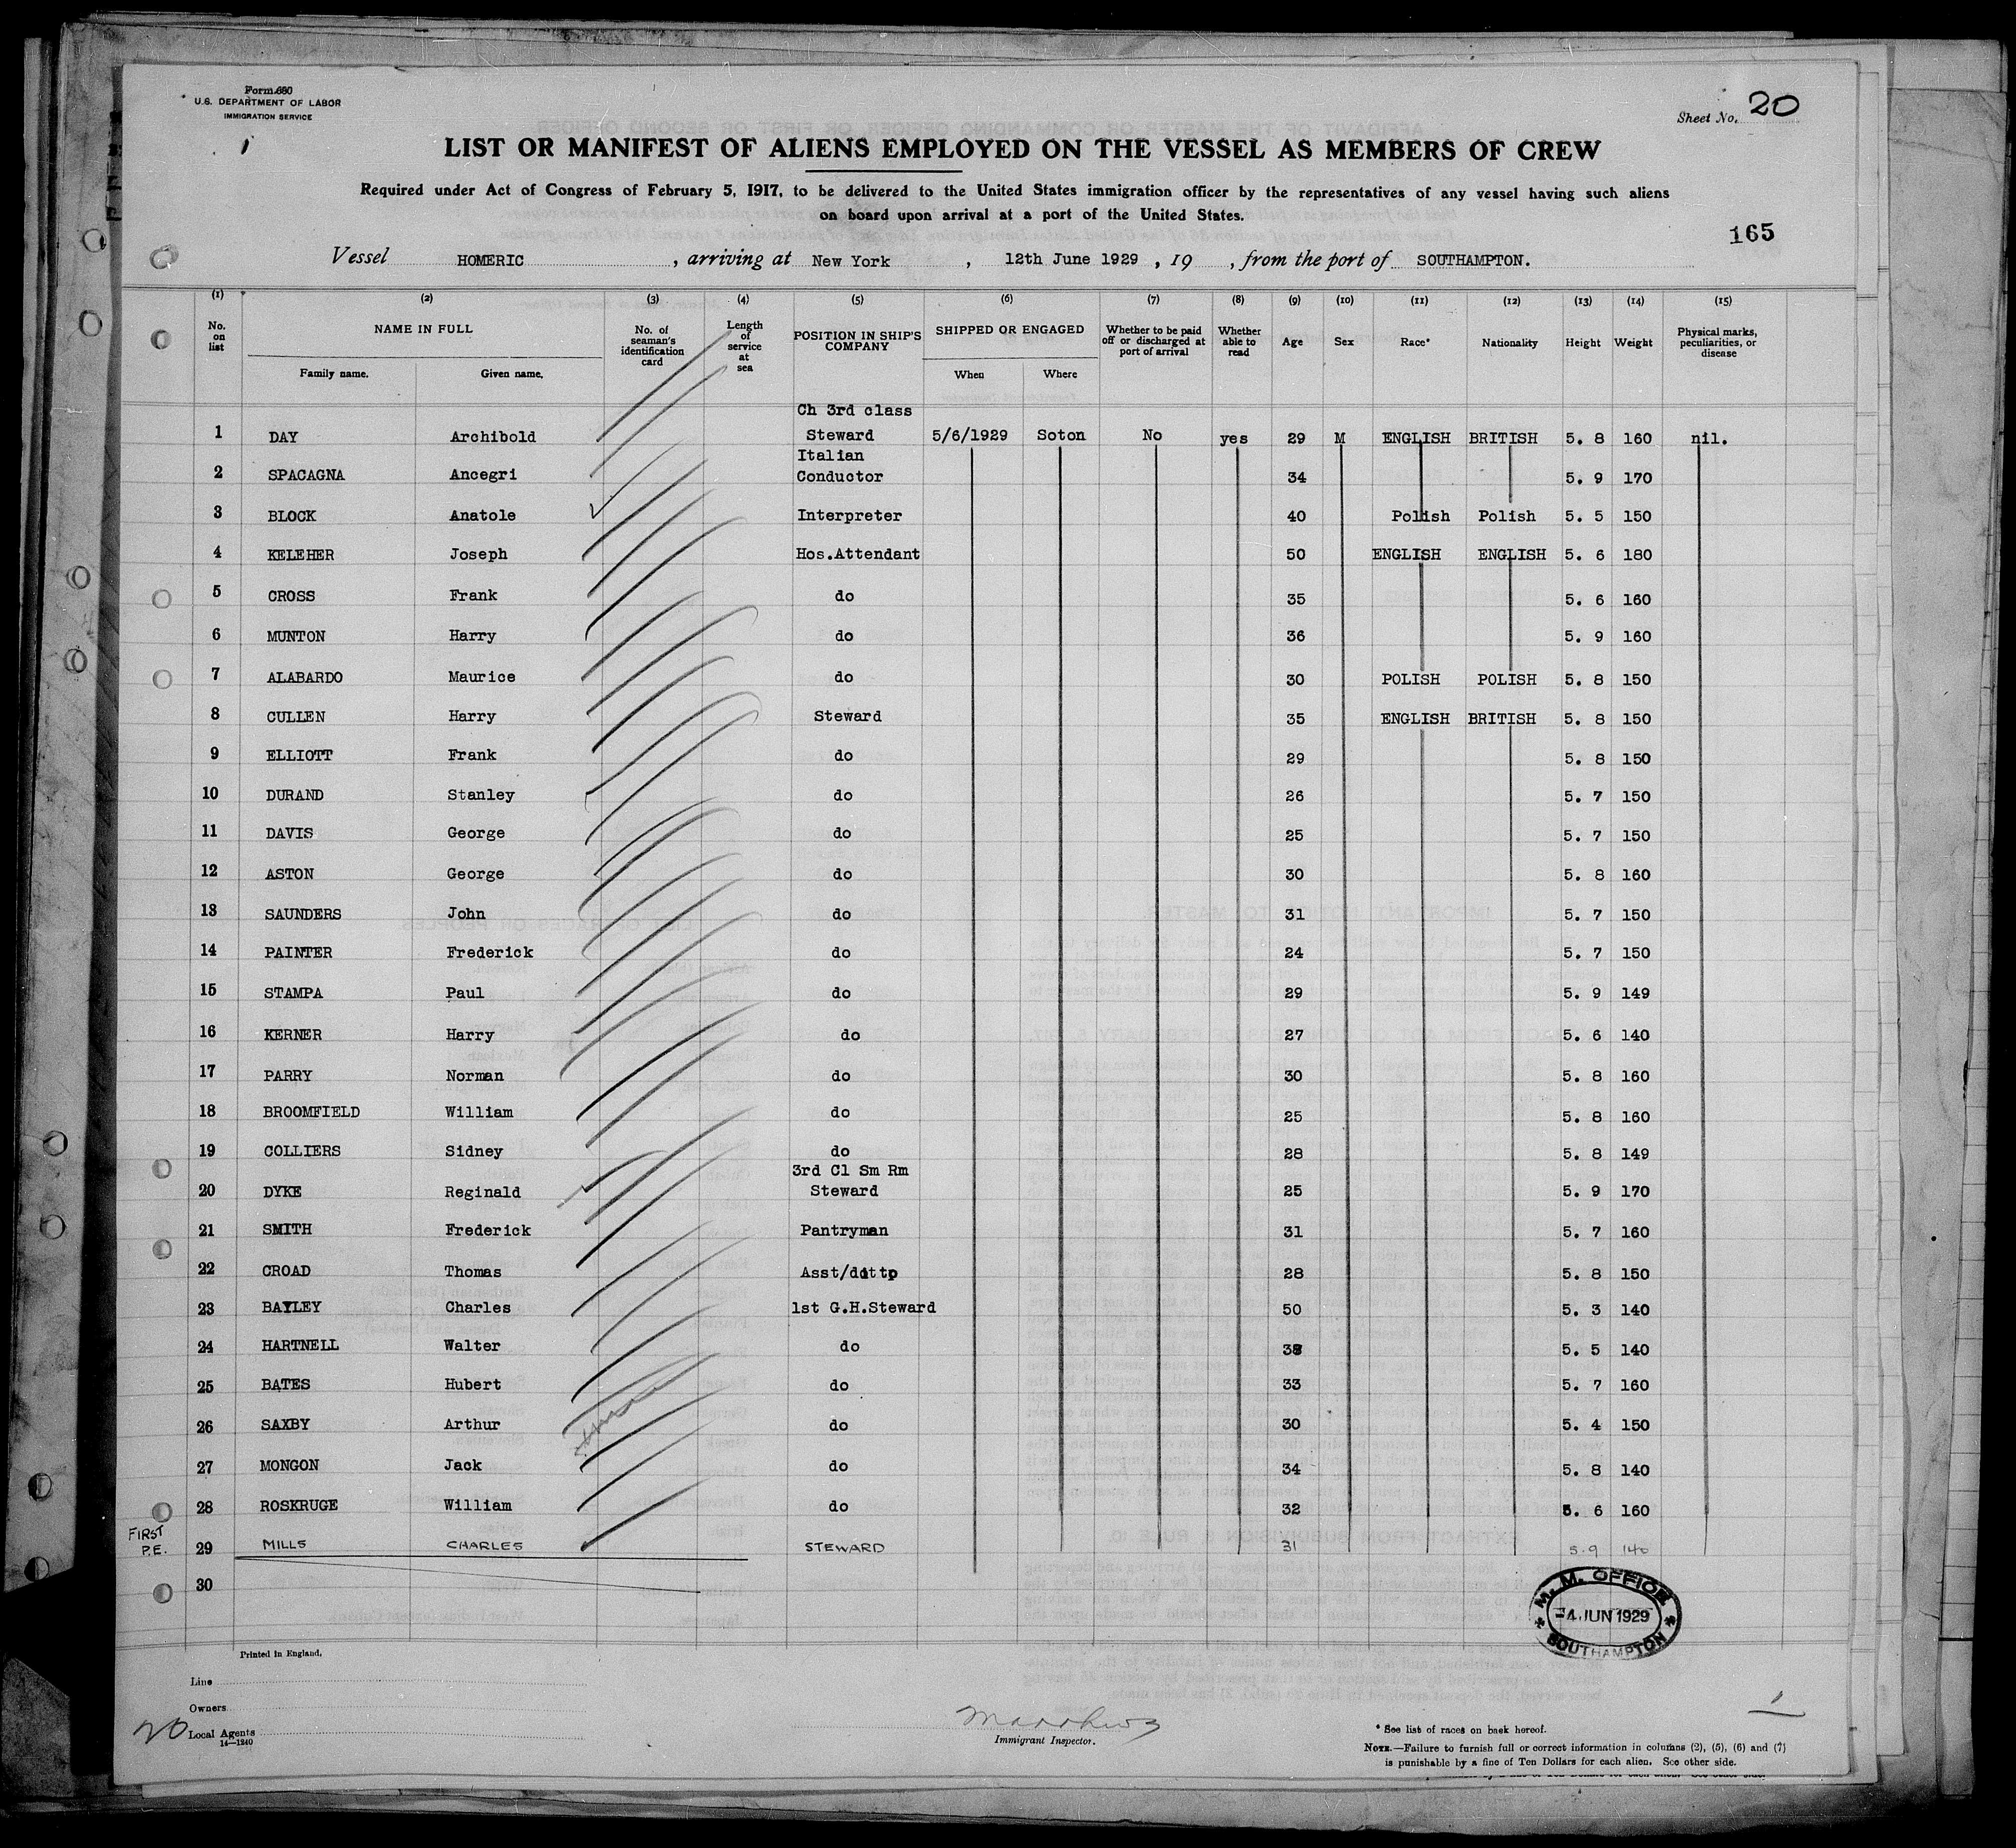 Form 680
U.S. DEPARTMENT OF LABOR
IMMIGRATION SERVICE
Sheet No. 20
LIST OR MANIFEST OF ALIENS EMPLOYED ON THE VESSEL AS MEMBERS OF CREW
Required under Act of Congress of February 5, 1917, to be delivered to the United States immigration officer by the representatives of any vessel having such aliens
on board upon arrival at a port of the United States.
165
Vessel HOMERIC , arriving at New York , 12th June 1929 , 19 , from the port of SOUTHAMPTON.
(1) (2) (3) (4) (5) (6) (7) (8) (9) (10) (11) (12) (13) (14) (15)
No. on list NAME IN FULL Family name. Given name. No. of seaman's identification card Length of service at sea POSITION IN SHIP'S COMPANY SHIPPED OR ENGAGED When Where Whether to be paid off or discharged at port of arrival Whether able to read Age Sex Race* Nationality Height Weight Physical marks, peculiarities, or disease
Ch 3rd class
1 DAY Archibold Steward 5/6/1929 Soton No yes 29 M ENGLISH BRITISH 5. 8 160 nil.
Italian
2 SPACAGNA Ancegri Conductor 34 5. 9 170
3 BLOCK Anatole Interpreter 40 Polish Polish 5. 5 150
4 KELEHER Joseph Hos.Attendant 50 ENGLISH ENGLISH 5. 6 180
5 CROSS Frank do 35 5. 6 160
6 MUNTON Harry do 36 5. 9 160
7 ALABARDO Maurice do 30 POLISH POLISH 5. 8 150
8 CULLEN Harry Steward 35 ENGLISH BRITISH 5. 8 150
9 ELLIOTT Frank do 29 5. 8 150
10 DURAND Stanley do 26 5. 7 150
11 DAVIS George do 25 5. 7 150
12 ASTON George do 30 5. 8 160
13 SAUNDERS John do 31 5. 7 150
14 PAINTER Frederick do 24 5. 7 150
15 STAMPA Paul do 29 5. 9 149
16 KERNER Harry do 27 5. 6 140
17 PARRY Norman do 30 5. 8 160
18 BROOMFIELD William do 25 5. 8 160
19 COLLIERS Sidney do 28 5. 8 149
3rd Cl Sm Rm
20 DYKE Reginald Steward 25 5. 9 170
21 SMITH Frederick Pantryman 31 5. 7 160
22 CROAD Thomas Asst/ditto 28 5. 8 150
23 BAYLEY Charles 1st G.H.Steward 50 5. 3 140
24 HARTNELL Walter do 38 5. 5 140
25 BATES Hubert do 33 5. 7 160
26 SAXBY Arthur do 30 5. 4 150
27 MONGON Jack do 34 5. 8 140
28 ROSKRUGE William do 32 5. 6 160
FIRST P.E. 29 MILLS CHARLES STEWARD 31 5.9 140
30
M. M. OFFICE
-4 JUN 1929
SOUTHAMPTON
Printed in England.
Line
Owners
20 Local Agents
14—1240
Immigrant Inspector.
* See list of races on back hereof.
NOTE.—Failure to furnish full or correct information in columns (2), (5), (6) and (7)
is punishable by a fine of Ten Dollars for each alien. See other side.